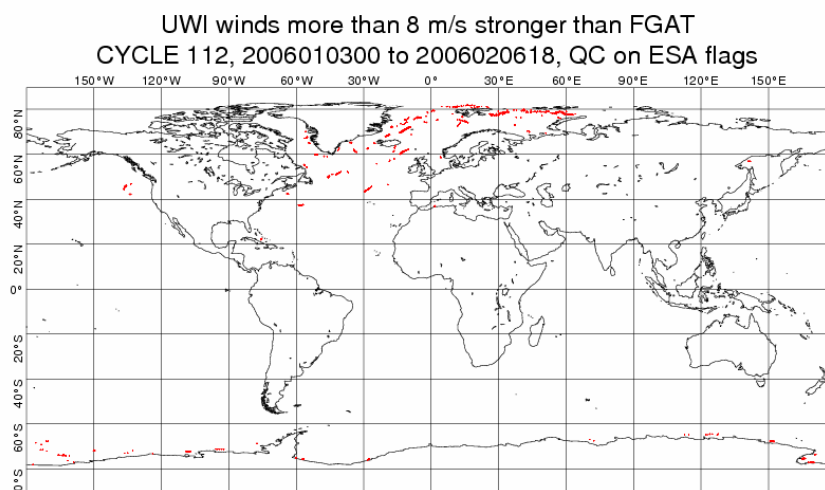 UWI winds more than 8 m/s stronger than FGAT
CYCLE 112, 2006010300 to 2006020618, QC on ESA flags
150°W 120°W 90°W 60°W 30°W 0° 30°E 60°E 90°E 120°E 150°E
80°N
60°N
40°N
20°N
0°
20°S
40°S
60°S
80°S